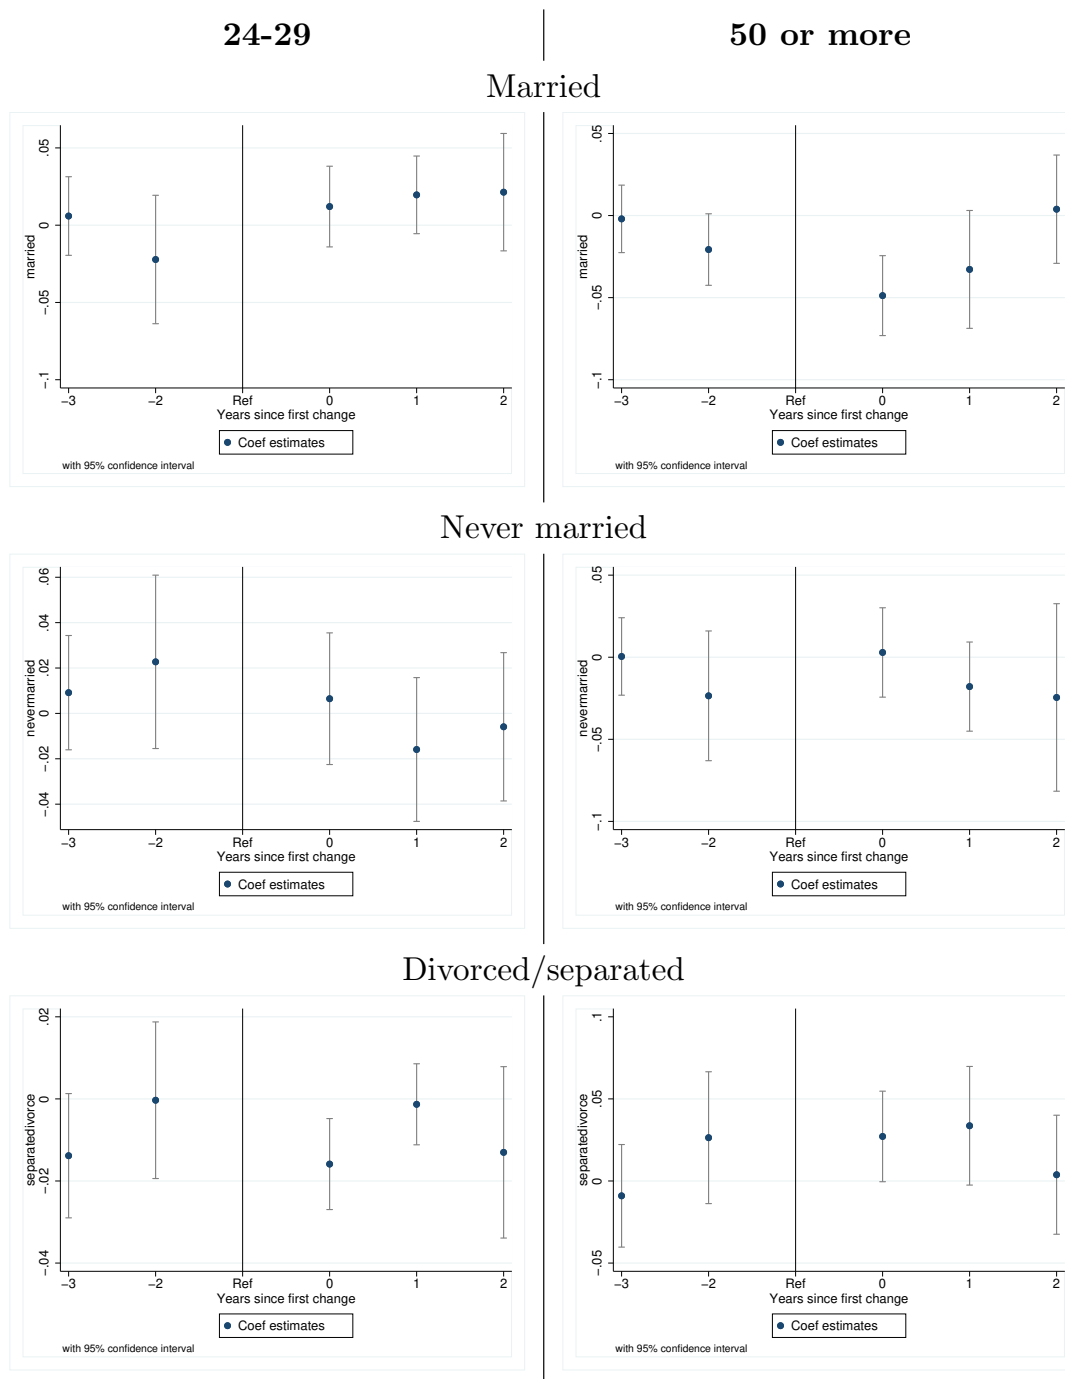 24-29
50 or more
Married
.05
0
−.05
−.1
married
−3 −2 Ref 0 1 2
Years since first change
Coef estimates
with 95% confidence interval
.05
0
−.05
−.1
married
−3 −2 Ref 0 1 2
Years since first change
Coef estimates
with 95% confidence interval
Never married
.06
.04
.02
0
−.02
−.04
nevermarried
−3 −2 Ref 0 1 2
Years since first change
Coef estimates
with 95% confidence interval
.05
0
−.05
−.1
nevermarried
−3 −2 Ref 0 1 2
Years since first change
Coef estimates
with 95% confidence interval
Divorced/separated
.02
0
−.02
−.04
separatedivorce
−3 −2 Ref 0 1 2
Years since first change
Coef estimates
with 95% confidence interval
.1
.05
0
−.05
separatedivorce
−3 −2 Ref 0 1 2
Years since first change
Coef estimates
with 95% confidence interval